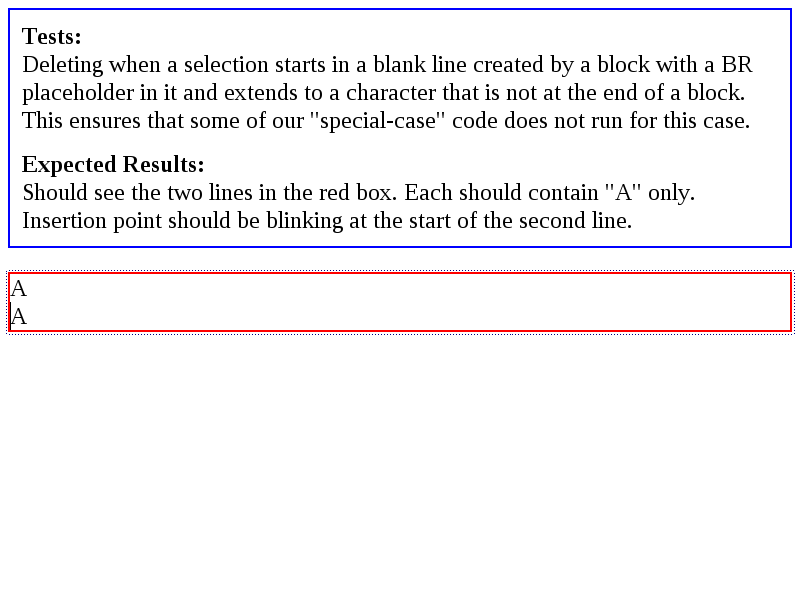 Tests:
Deleting when a selection starts in a blank line created by a block with a BR
placeholder in it and extends to a character that is not at the end of a block.
This ensures that some of our "special-case" code does not run for this case.
Expected Results:
Should see the two lines in the red box. Each should contain "A" only.
Insertion point should be blinking at the start of the second line.
A
A